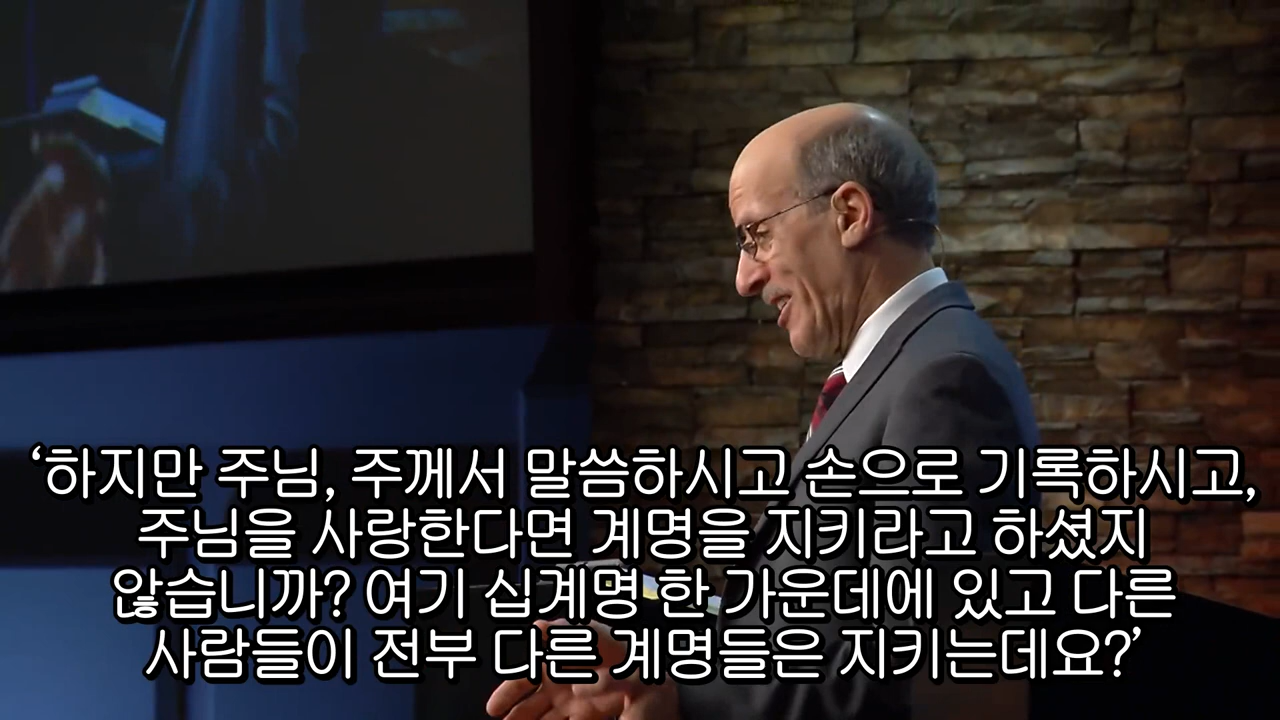 ‘하지만 주님, 주께서 말씀하시고 손으로 기록하시고,
주님을 사랑한다면 계명을 지키라고 하셨지
않습니까? 여기 십계명 한 가운데에 있고 다른
사람들이 전부 다른 계명들은 지키는데요?’